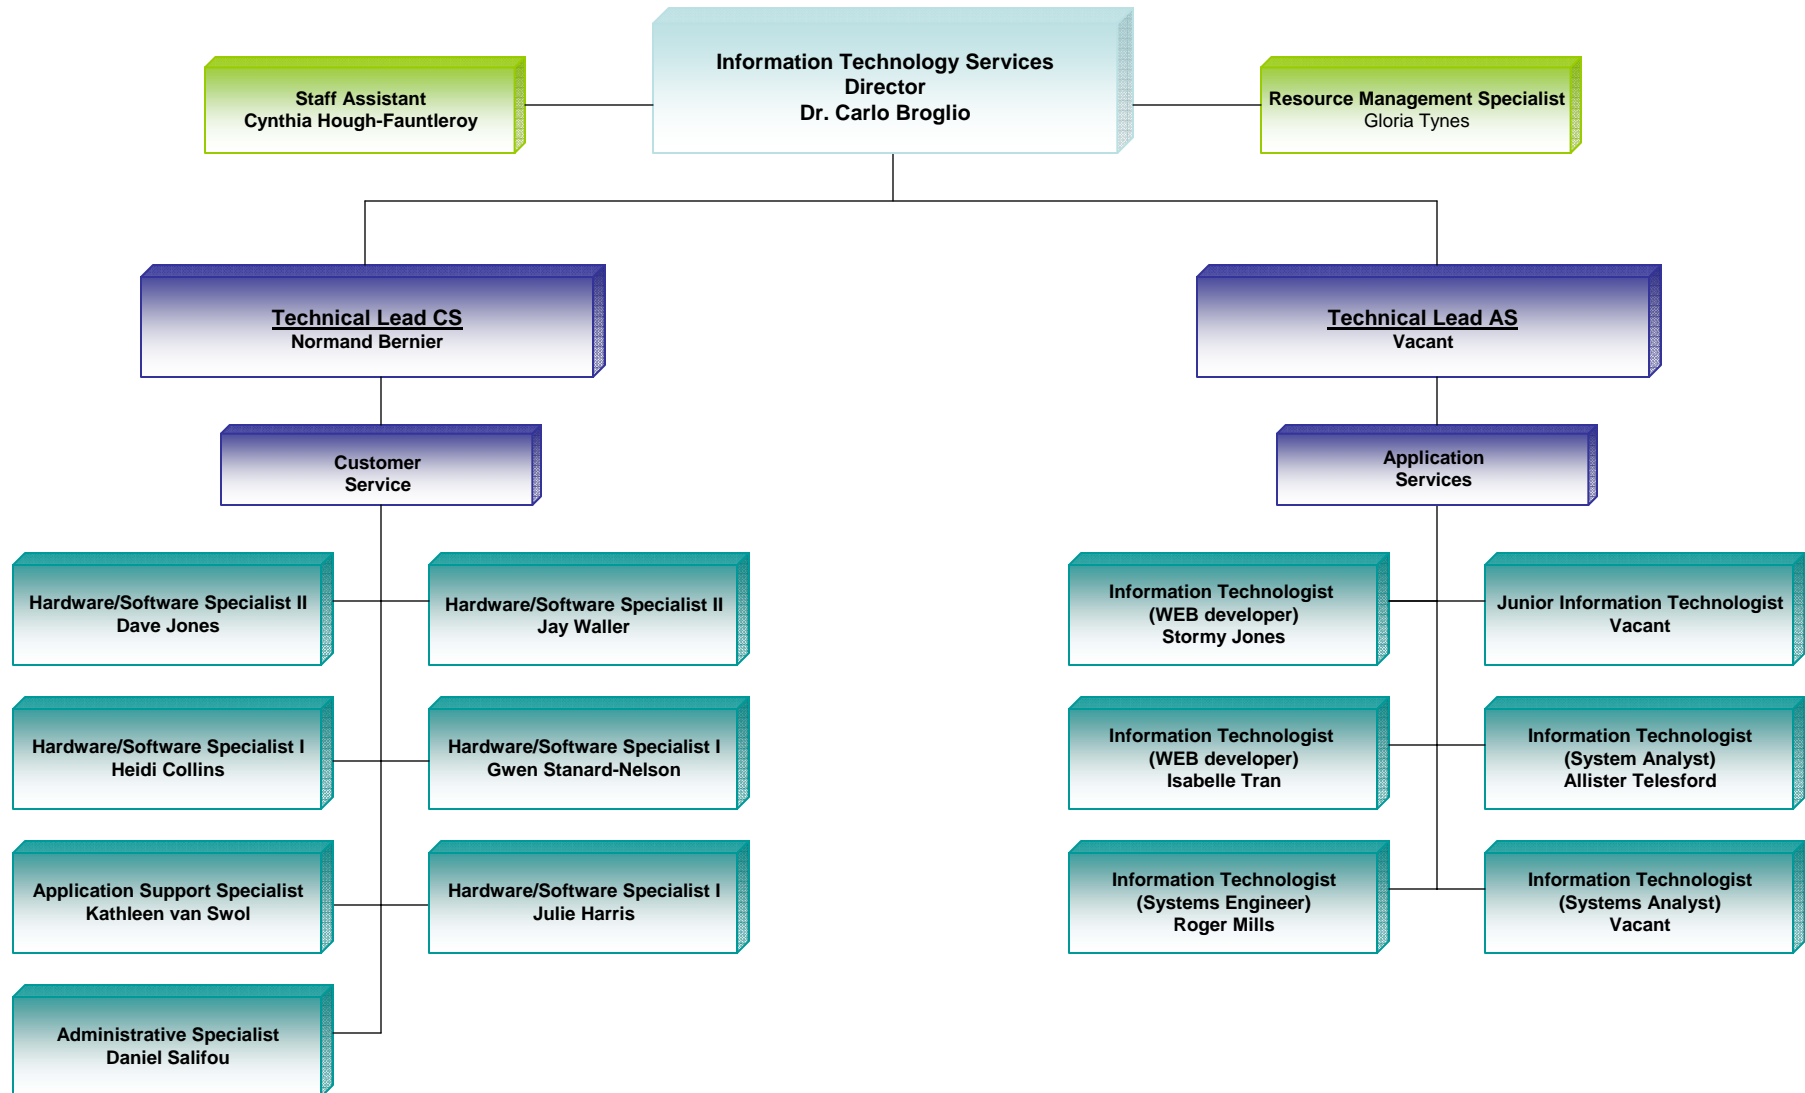 Information Technology Services
Director
Dr. Carlo Broglio
Staff Assistant
Cynthia Hough-Fauntleroy
Resource Management Specialist
Gloria Tynes
Technical Lead CS
Normand Bernier
Technical Lead AS
Vacant
Customer
Service
Application
Services
Hardware/Software Specialist II
Dave Jones
Hardware/Software Specialist II
Jay Waller
Information Technologist
(WEB developer)
Stormy Jones
Junior Information Technologist
Vacant
Hardware/Software Specialist I
Heidi Collins
Hardware/Software Specialist I
Gwen Stanard-Nelson
Information Technologist
(WEB developer)
Isabelle Tran
Information Technologist
(System Analyst)
Allister Telesford
Application Support Specialist
Kathleen van Swol
Hardware/Software Specialist I
Julie Harris
Information Technologist
(Systems Engineer)
Roger Mills
Information Technologist
(Systems Analyst)
Vacant
Administrative Specialist
Daniel Salifou